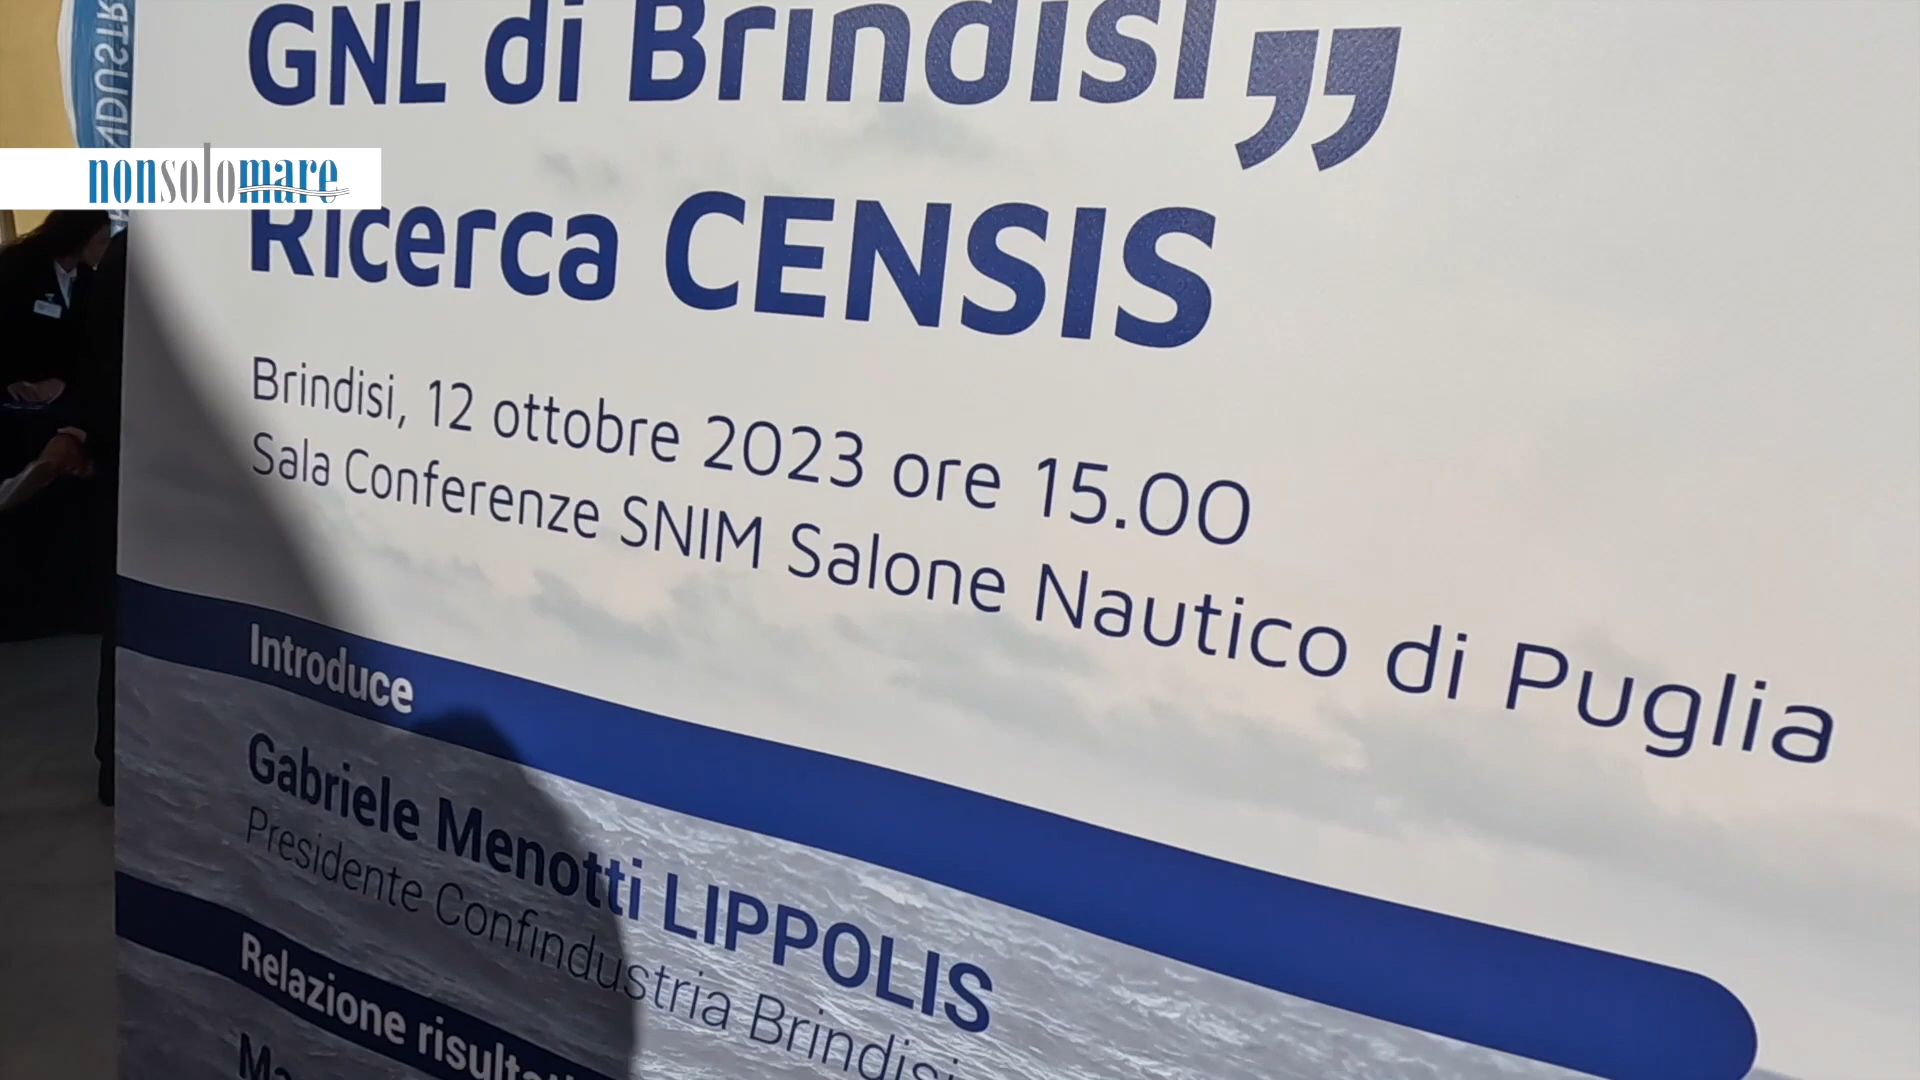 GNL di Brindisi”
nonsolomare
Ricerca CENSIS
Brindisi, 12 ottobre 2023 ore 15.00
Sala Conferenze SNIM Salone Nautico di Puglia
Introduce
Gabriele Menotti LIPPOLIS
Presidente Confindustria Brindisi
Relazione